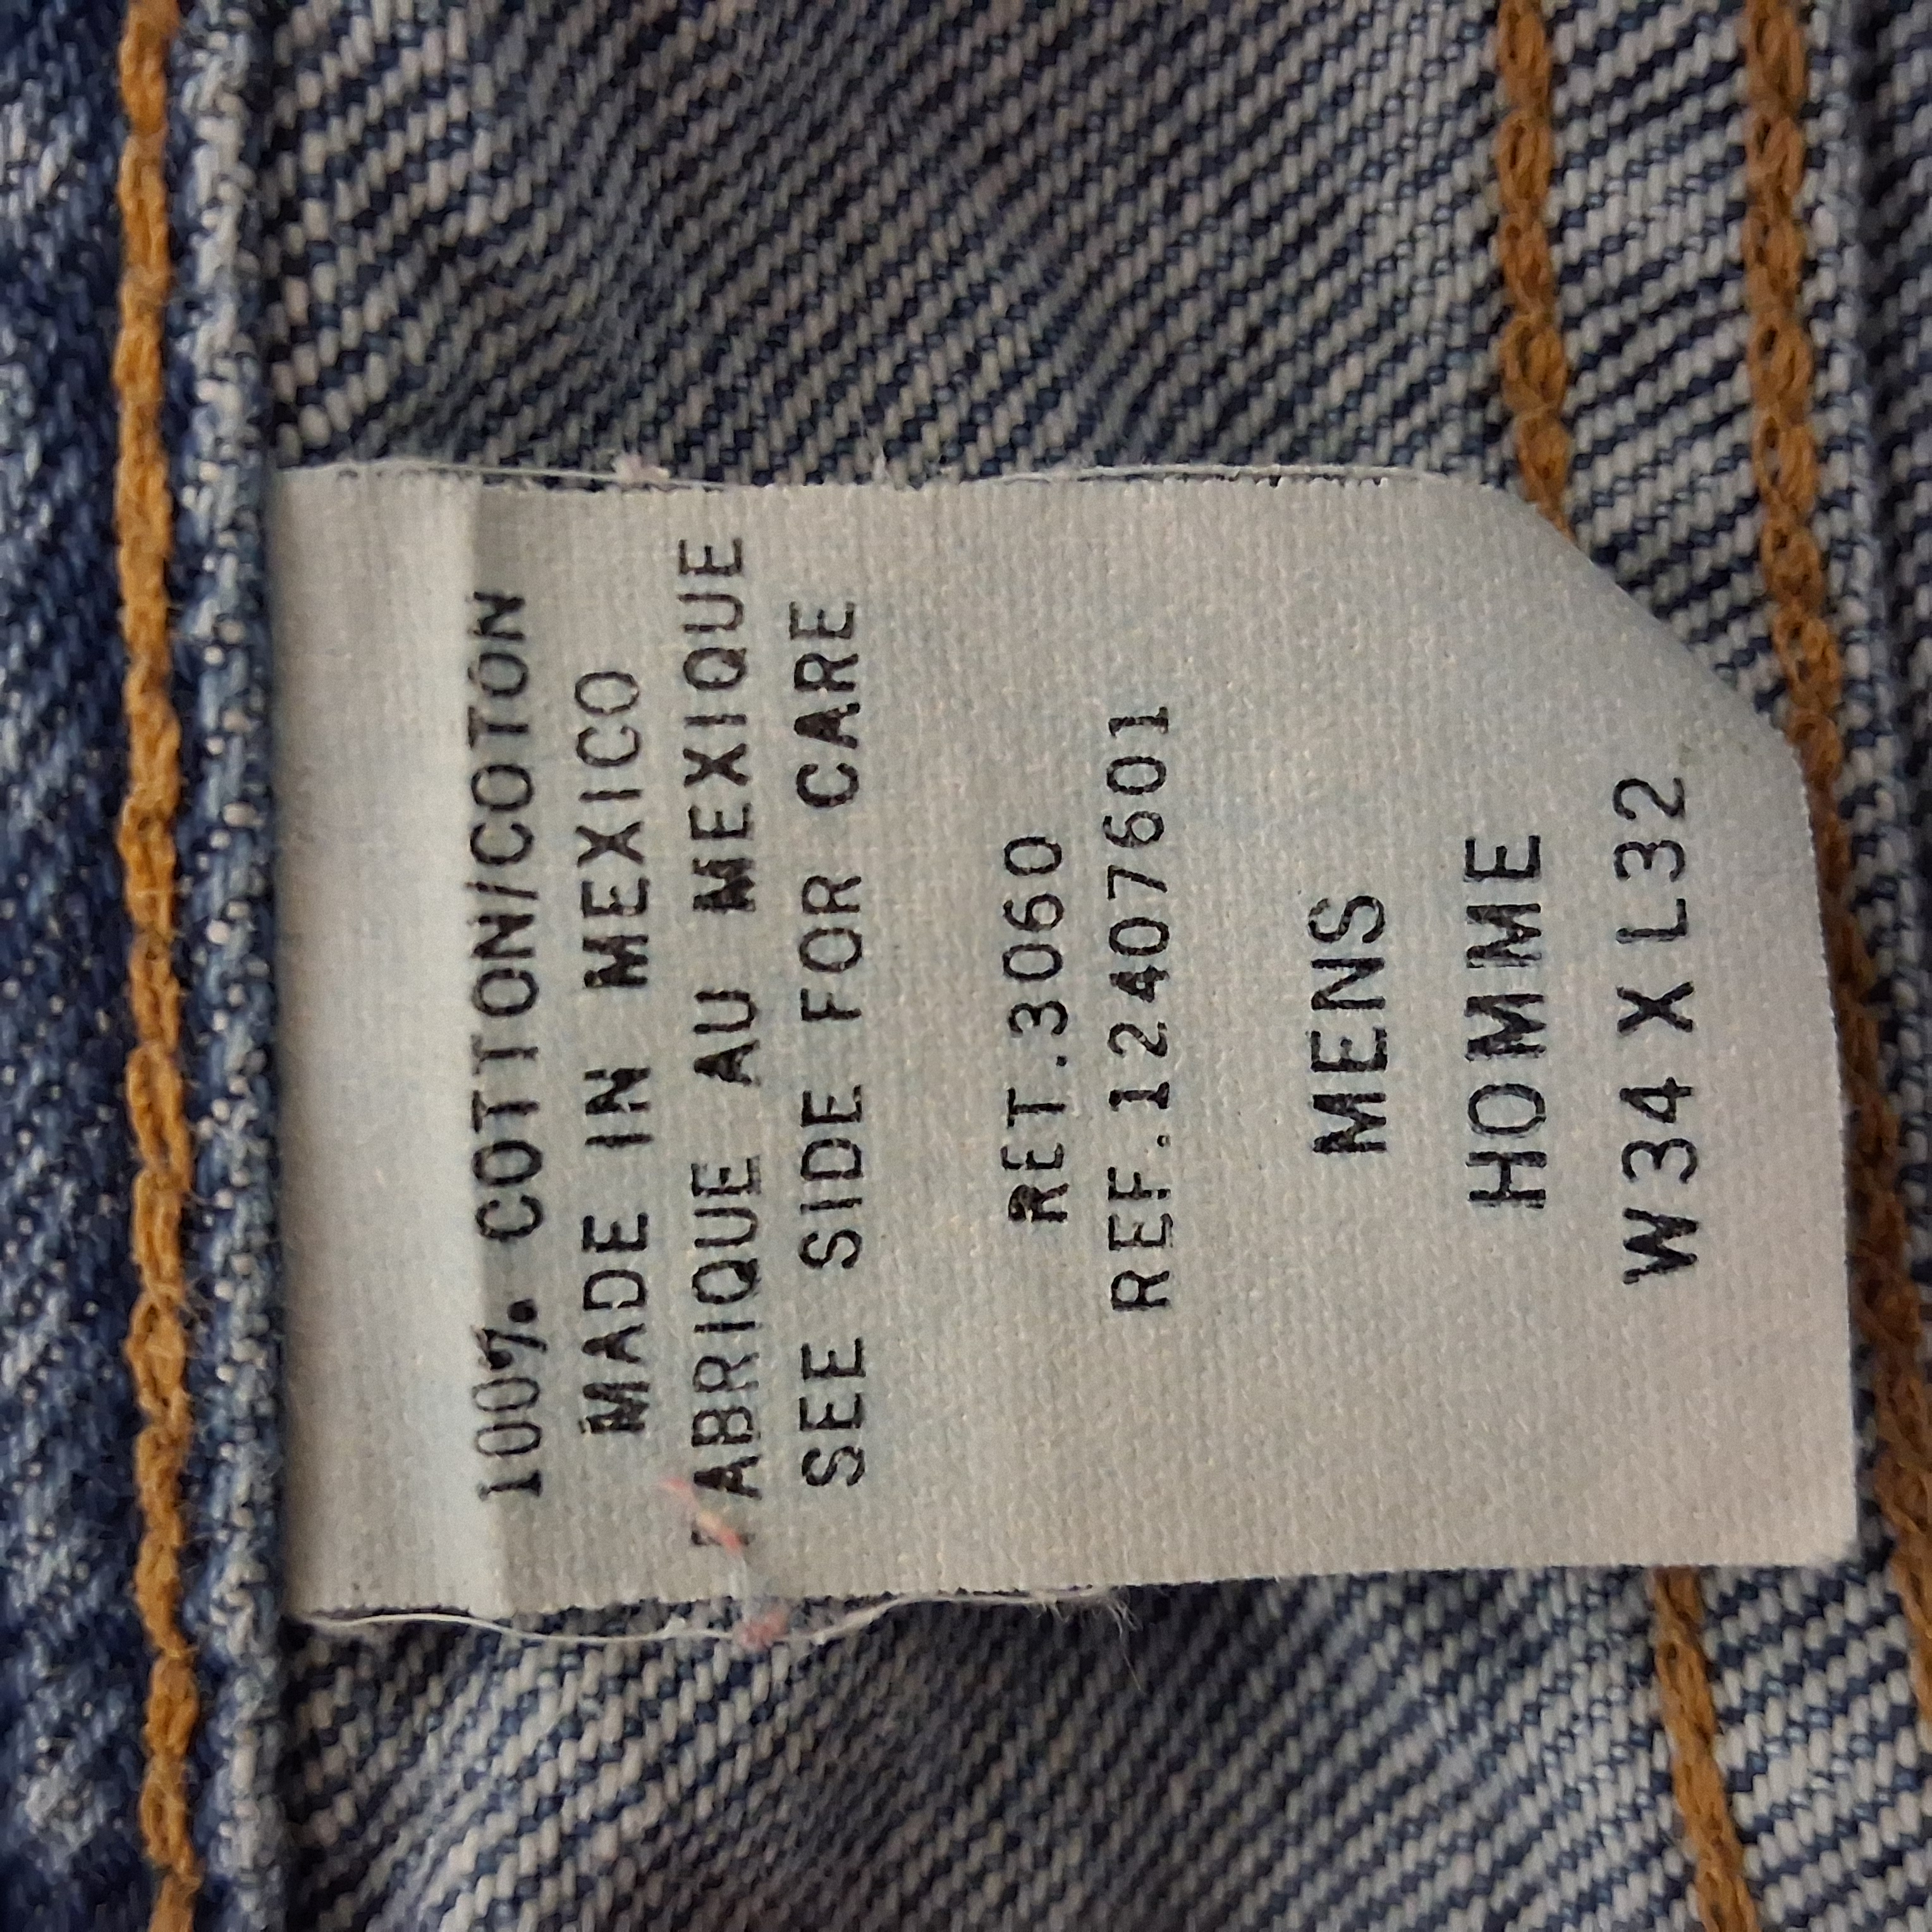 100% COTTON/COTON
MADE IN MEXICO
FABRIQUE AU MEXIQUE
SEE SIDE FOR CARE
RET.3060
REF.12407601
MENS
HOMME
W34 X L32